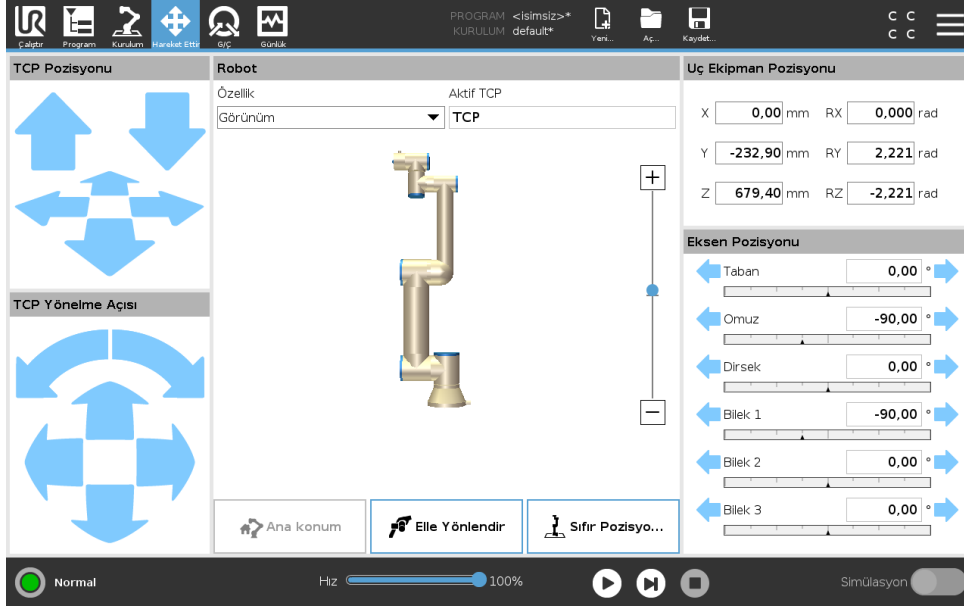 PROGRAM <isimsiz>*
KURULUM default*
UR
Çalıştır
Program
Kurulum
Hareket Ettir
G/Ç
Günlük
Yeni...
Aç...
Kaydet...
C C
C C
TCP Pozisyonu
Robot
Uç Ekipman Pozisyonu
Özellik
Aktif TCP
Görünüm
TCP
X 0,00 mm RX 0,000 rad
Y -232,90 mm RY 2,221 rad
Z 679,40 mm RZ -2,221 rad
Eksen Pozisyonu
Taban 0,00 °
Omuz -90,00 °
Dirsek 0,00 °
Bilek 1 -90,00 °
Bilek 2 0,00 °
Bilek 3 0,00 °
TCP Yönelme Açısı
+
−
Ana konum
Elle Yönlendir
Sıfır Pozisyo...
Normal
Hız 100%
Simülasyon